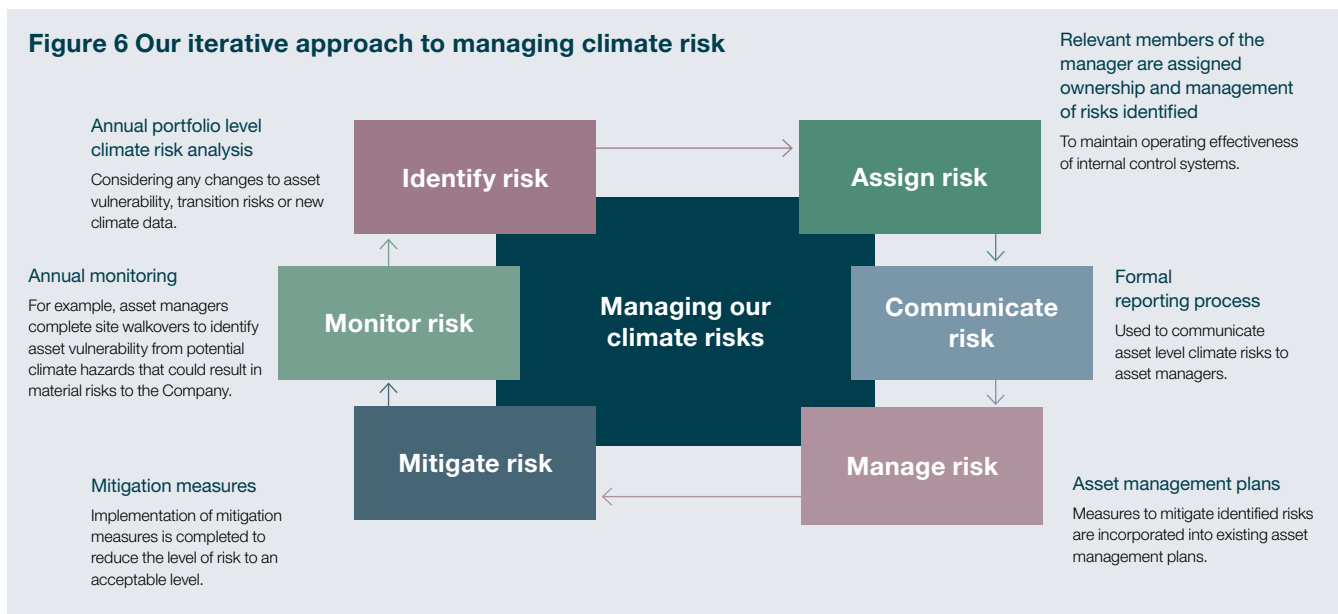 Figure 6 Our iterative approach to managing climate risk
Relevant members of the
manager are assigned
ownership and management
of risks identified
To maintain operating effectiveness
of internal control systems.
Annual portfolio level
climate risk analysis
Considering any changes to asset
vulnerability, transition risks or new
climate data.
Identify risk
Assign risk
Annual monitoring
For example, asset managers
complete site walkovers to identify
asset vulnerability from potential
climate hazards that could result in
material risks to the Company.
Monitor risk
Managing our
climate risks
Communicate
risk
Formal
reporting process
Used to communicate
asset level climate risks to
asset managers.
Mitigate risk
Manage risk
Mitigation measures
Implementation of mitigation
measures is completed to
reduce the level of risk to an
acceptable level.
Asset management plans
Measures to mitigate identified risks
are incorporated into existing asset
management plans.